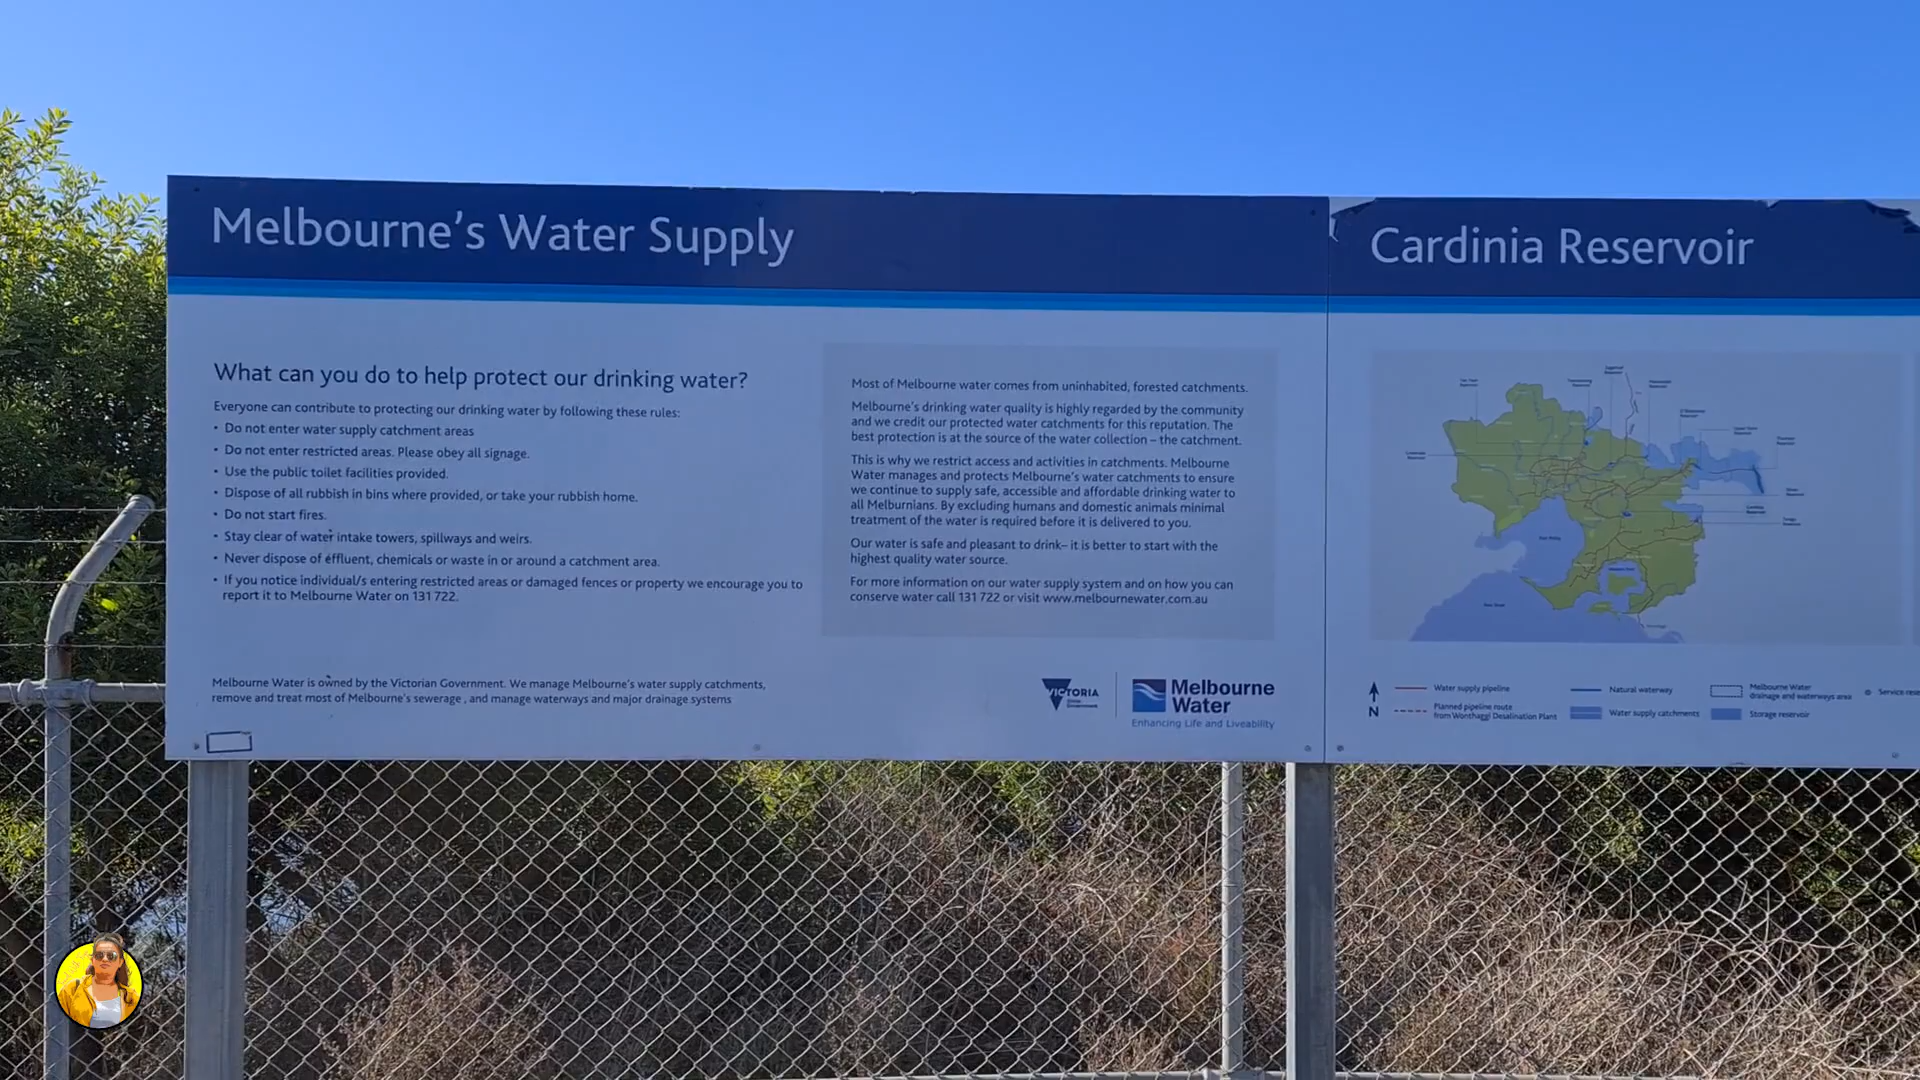 Melbourne's Water Supply
What can you do to help protect our drinking water?
Everyone can contribute to protecting our drinking water by following these rules:
• Do not enter water supply catchment areas
• Do not enter restricted areas. Please obey all signage.
• Use the public toilet facilities provided.
• Dispose of all rubbish in bins where provided, or take your rubbish home.
• Do not start fires.
• Stay clear of water intake towers, spillways and weirs.
• Never dispose of effluent, chemicals or waste in or around a catchment area.
• If you notice individual/s entering restricted areas or damaged fences or property we encourage you to
report it to Melbourne Water on 131 722.
Melbourne Water is owned by the Victorian Government. We manage Melbourne's water supply catchments,
remove and treat most of Melbourne's sewerage , and manage waterways and major drainage systems
Most of Melbourne water comes from uninhabited, forested catchments.
Melbourne's drinking water quality is highly regarded by the community
and we credit our protected water catchments for this reputation. The
best protection is at the source of the water collection – the catchment.
This is why we restrict access and activities in catchments. Melbourne
Water manages and protects Melbourne's water catchments to ensure
we continue to supply safe, accessible and affordable drinking water to
all Melburnians. By excluding humans and domestic animals minimal
treatment of the water is required before it is delivered to you.
Our water is safe and pleasant to drink– it is better to start with the
highest quality water source.
For more information on our water supply system and on how you can
conserve water call 131 722 or visit www.melbournewater.com.au
VICTORIA
State
Government
Melbourne
Water
Enhancing Life and Liveability
Cardinia Reservoir
N
Water supply pipeline
Planned pipeline route
from Wonthaggi Desalination Plant
Natural waterway
Water supply catchments
Melbourne Water
drainage and waterways area
Storage reservoir
Service